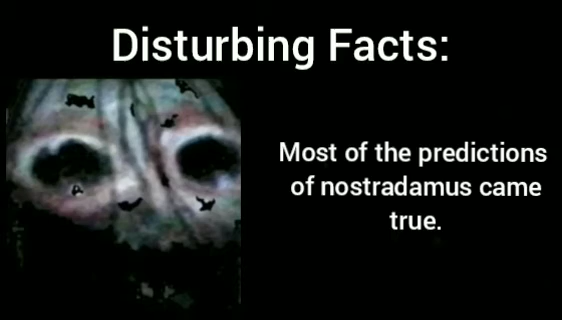 Disturbing Facts:
Most of the predictions
of nostradamus came
true.